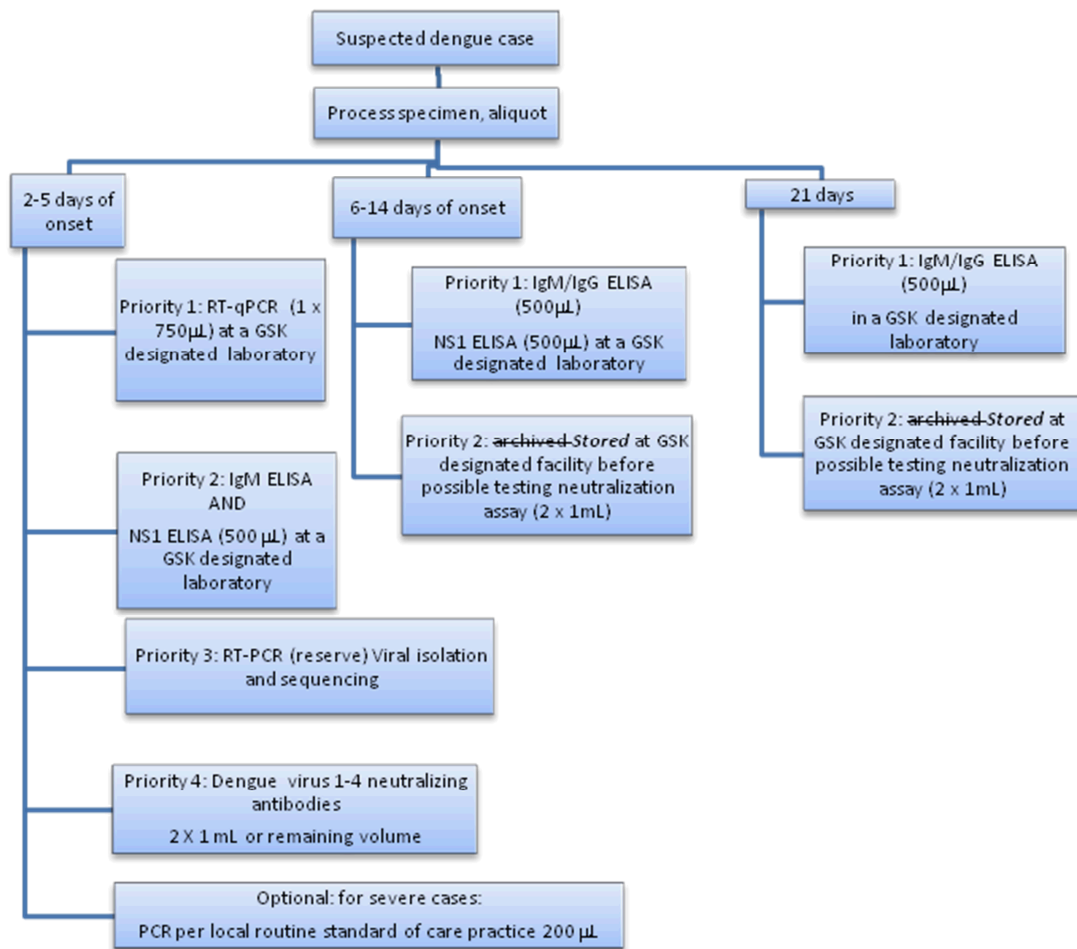 Suspected dengue case
Process specimen, aliquot
2-5 days of
onset
Priority 1: RT-qPCR (1 x
750µL) at a GSK
designated laboratory
Priority 2: IgM ELISA
AND
NS1 ELISA (500 µL) at a
GSK designated
laboratory
Priority 3: RT-PCR (reserve) Viral isolation
and sequencing
Priority 4: Dengue virus 1-4 neutralizing
antibodies
2 X 1 mL or remaining volume
Optional: for severe cases:
PCR per local routine standard of care practice 200 µL
6-14 days of onset
Priority 1: IgM/IgG ELISA
(500µL)
NS1 ELISA (500µL) at a GSK
designated laboratory
Priority 2: archived Stored at GSK
designated facility before
possible testing neutralization
assay (2 x 1mL)
21 days
Priority 1: IgM/IgG ELISA
(500µL)
in a GSK designated
laboratory
Priority 2: archived Stored at
GSK designated facility before
possible testing neutralization
assay (2 x 1mL)